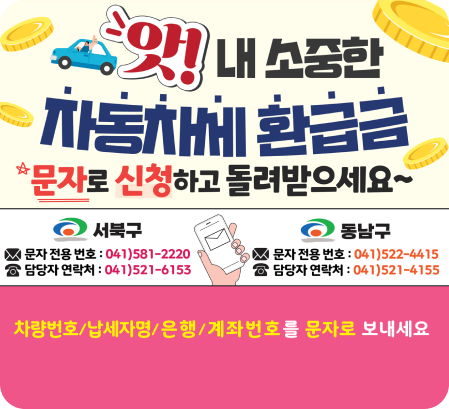 앗! 내 소중한
자동차세 환급금
문자로 신청하고 돌려받으세요~
서북구
문자 전용 번호 : 041)581-2220
담당자 연락처 : 041)521-6153
동남구
문자 전용 번호 : 041)522-4415
담당자 연락처 : 041)521-4155
차량번호/납세자명/은행/계좌번호를 문자로 보내세요